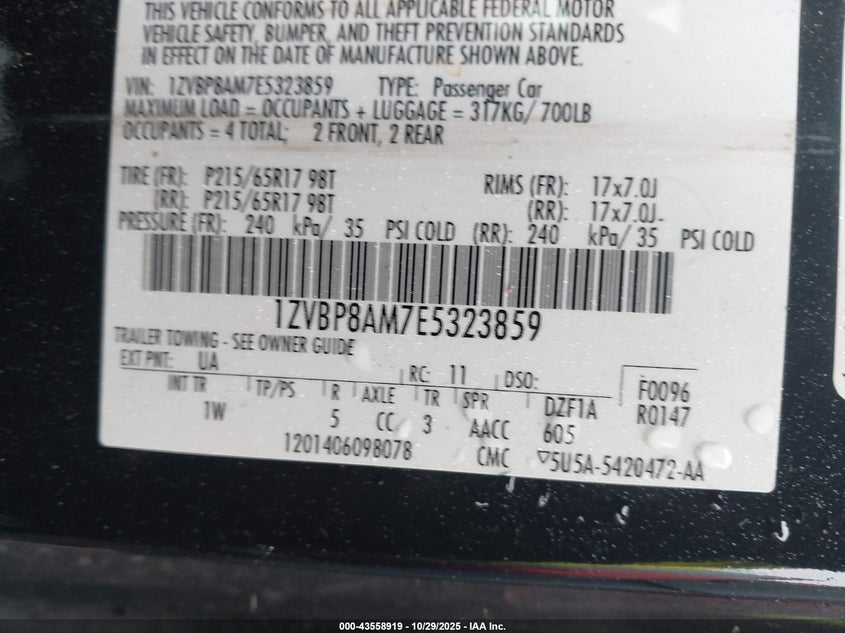 THIS VEHICLE CONFORMS TO ALL APPLICABLE FEDERAL MOTOR
VEHICLE SAFETY, BUMPER, AND THEFT PREVENTION STANDARDS
IN EFFECT ON THE DATE OF MANUFACTURE SHOWN ABOVE.
VIN: 1ZVBP8AM7E5323859 TYPE: Passenger Car
MAXIMUM LOAD = OCCUPANTS + LUGGAGE = 317KG/ 700LB
OCCUPANTS = 4 TOTAL; 2 FRONT, 2 REAR
TIRE (FR): P215/65R17 98T RIMS (FR): 17x7.0J
(RR): P215/65R17 98T (RR): 17x7.0J
PRESSURE (FR): 240 kPa/ 35 PSI COLD (RR): 240 kPa/ 35 PSI COLD
1ZVBP8AM7E5323859
TRAILER TOWING - SEE OWNER GUIDE
EXT PNT: UA RC: 11 DSO: F0096
INT TR TP/PS R AXLE TR SPR DZF1A R0147
1W 5 CC 3 AACC 605
1201406098078 CMC ▽5U5A-5420472-AA
000-43558919 - 10/29/2025 - IAA Inc.